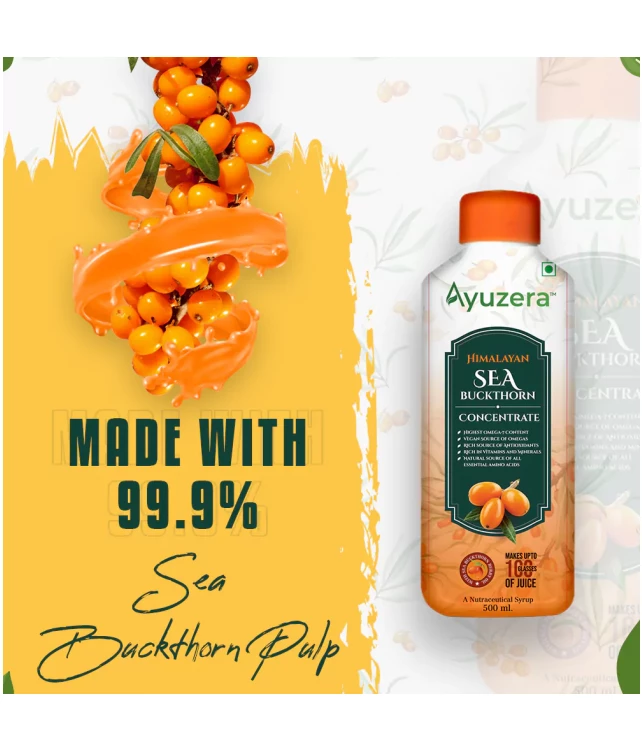 MADE WITH
99.9%
Sea
Buckthorn Pulp
Ayuzera™
HIMALAYAN
SEA
BUCKTHORN
CONCENTRATE
HIGHEST OMEGA-7 CONTENT
VEGAN SOURCE OF OMEGAS
RICH SOURCE OF ANTIOXIDANTS
RICH IN VITAMINS AND MINERALS
NATURAL SOURCE OF ALL
ESSENTIAL AMINO ACIDS
MAKES UPTO
100 GLASSES
OF JUICE
A Nutraceutical Syrup
500 ml.